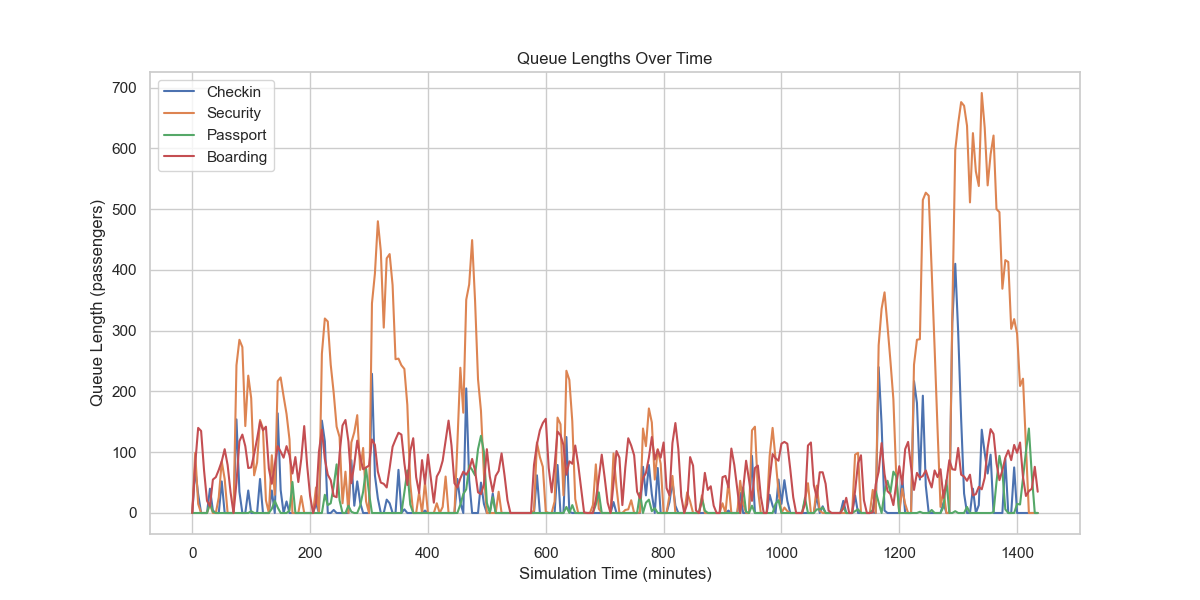 Queue Lengths Over Time
Checkin
Security
Passport
Boarding
Queue Length (passengers)
700
600
500
400
300
200
100
0
0 200 400 600 800 1000 1200 1400
Simulation Time (minutes)